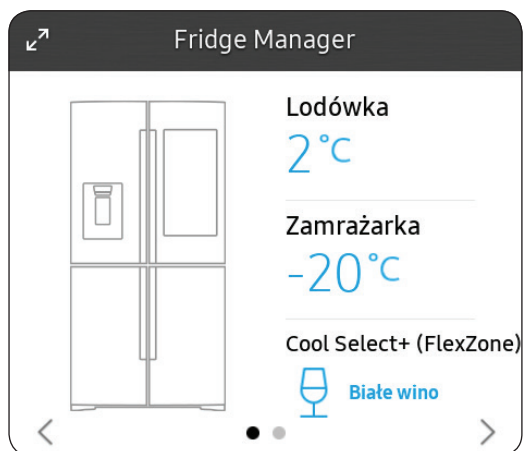 Fridge Manager
Lodówka
2°C
Zamrażarka
-20°C
Cool Select+ (FlexZone)
Białe wino